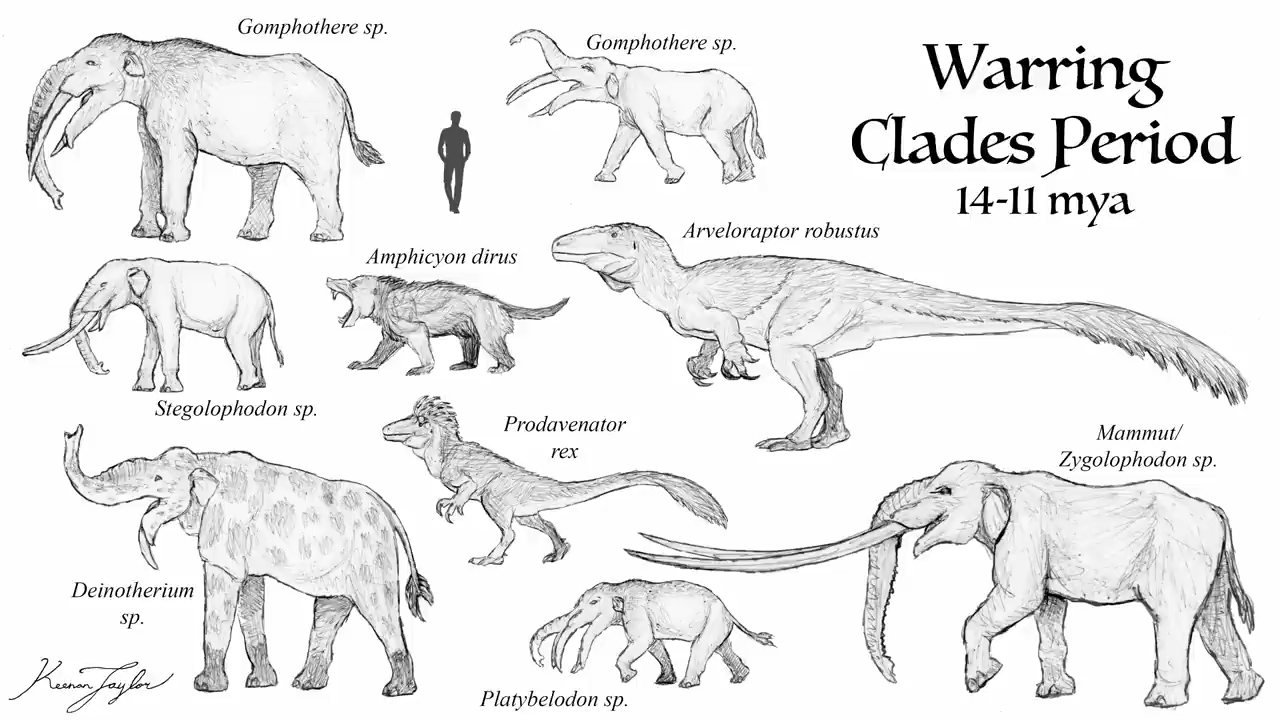 Gomphothere sp.
Gomphothere sp.
Warring
Clades Period
14-11 mya
Arveloraptor robustus
Amphicyon dirus
Stegolophodon sp.
Prodavenator
rex
Mammut/
Zygolophodon sp.
Deinotherium
sp.
Platybelodon sp.
Keenan Taylor